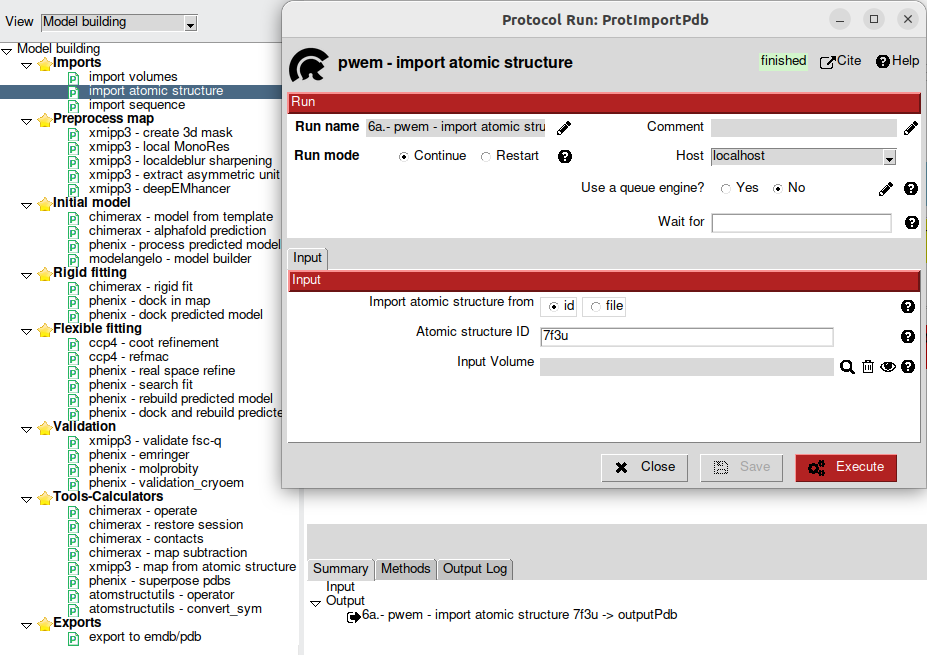 View Model building
Model building
Imports
import volumes
import atomic structure
import sequence
Preprocess map
xmipp3 - create 3d mask
xmipp3 - local MonoRes
xmipp3 - localdeblur sharpening
xmipp3 - extract asymmetric unit
xmipp3 - deepEMhancer
Initial model
chimerax - model from template
chimerax - alphafold prediction
phenix - process predicted model
modelangelo - model builder
Rigid fitting
chimerax - rigid fit
phenix - dock in map
phenix - dock predicted model
Flexible fitting
ccp4 - coot refinement
ccp4 - refmac
phenix - real space refine
phenix - search fit
phenix - rebuild predicted model
phenix - dock and rebuild predicte
Validation
xmipp3 - validate fsc-q
phenix - emringer
phenix - molprobity
phenix - validation_cryoem
Tools-Calculators
chimerax - operate
chimerax - restore session
chimerax - contacts
chimerax - map subtraction
xmipp3 - map from atomic structure
phenix - superpose pdbs
atomstructutils - operator
atomstructutils - convert_sym
Exports
export to emdb/pdb
Protocol Run: ProtImportPdb
pwem - import atomic structure
finished Cite Help
Run
Run name 6a.- pwem - import atomic stru Comment
Run mode Continue Restart Host localhost
Use a queue engine? Yes No
Wait for
Input
Input
Import atomic structure from id file
Atomic structure ID 7f3u
Input Volume
Close Save Execute
Summary Methods Output Log
Input
Output
6a.- pwem - import atomic structure 7f3u -> outputPdb